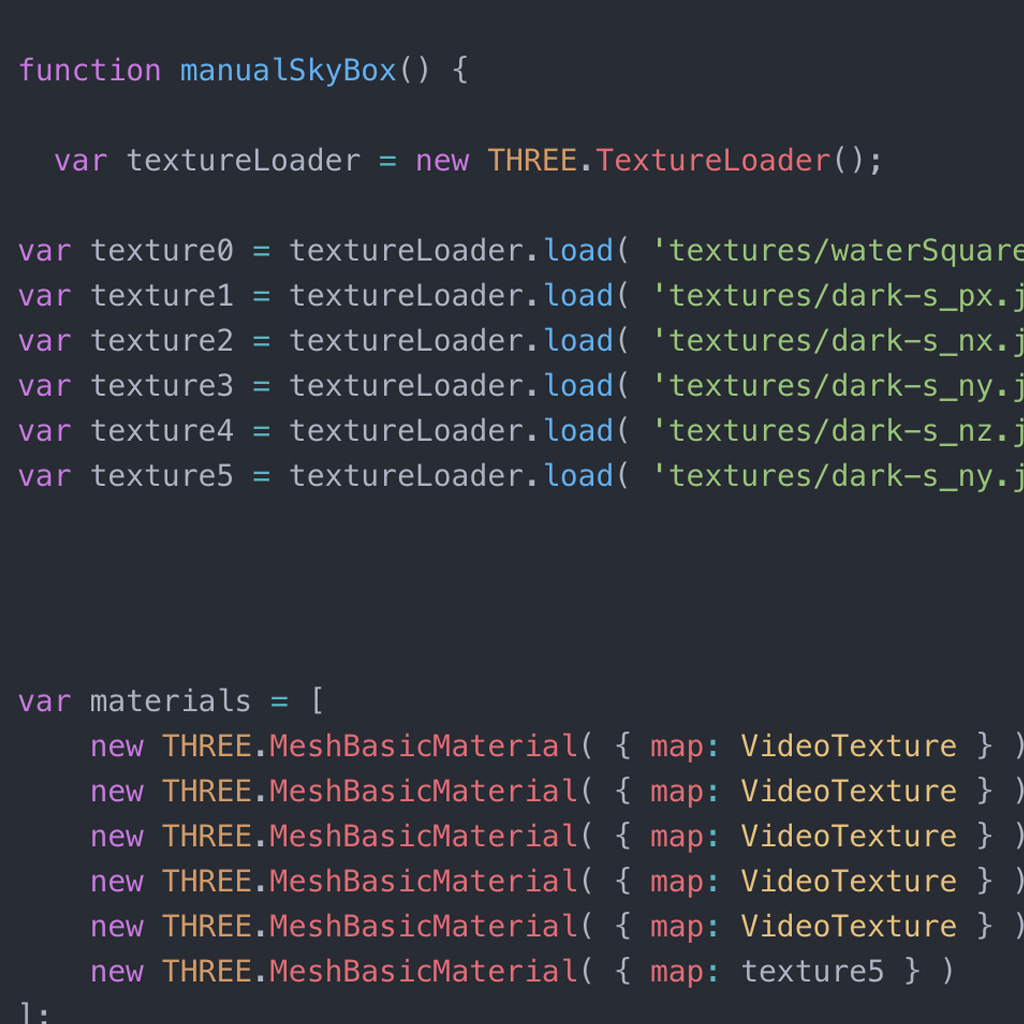 function manualSkyBox() {
var textureLoader = new THREE.TextureLoader();
var texture0 = textureLoader.load( 'textures/waterSquare
var texture1 = textureLoader.load( 'textures/dark-s_px.j
var texture2 = textureLoader.load( 'textures/dark-s_nx.j
var texture3 = textureLoader.load( 'textures/dark-s_ny.j
var texture4 = textureLoader.load( 'textures/dark-s_nz.j
var texture5 = textureLoader.load( 'textures/dark-s_ny.j
var materials = [
new THREE.MeshBasicMaterial( { map: VideoTexture } )
new THREE.MeshBasicMaterial( { map: VideoTexture } )
new THREE.MeshBasicMaterial( { map: VideoTexture } )
new THREE.MeshBasicMaterial( { map: VideoTexture } )
new THREE.MeshBasicMaterial( { map: VideoTexture } )
new THREE.MeshBasicMaterial( { map: texture5 } )
];